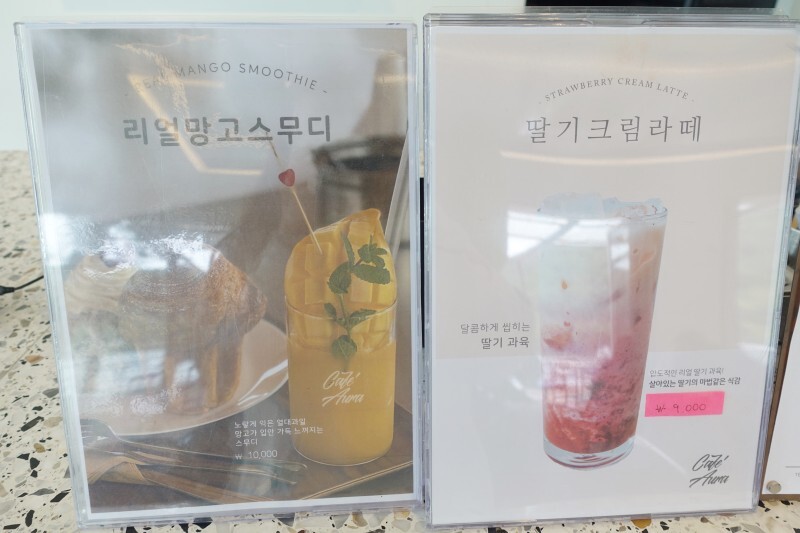 REAL MANGO SMOOTHIE -
리얼망고스무디
Café
Aura
노랗게 익은 열대과일
망고가 입안 가득 느껴지는
스무디
₩ 10,000
- STRAWBERRY CREAM LATTE -
딸기크림라떼
달콤하게 씹히는
딸기 과육
압도적인 리얼 딸기 과육!
살아있는 딸기의 마법같은 식감
₩ 9,000
Café
Aura